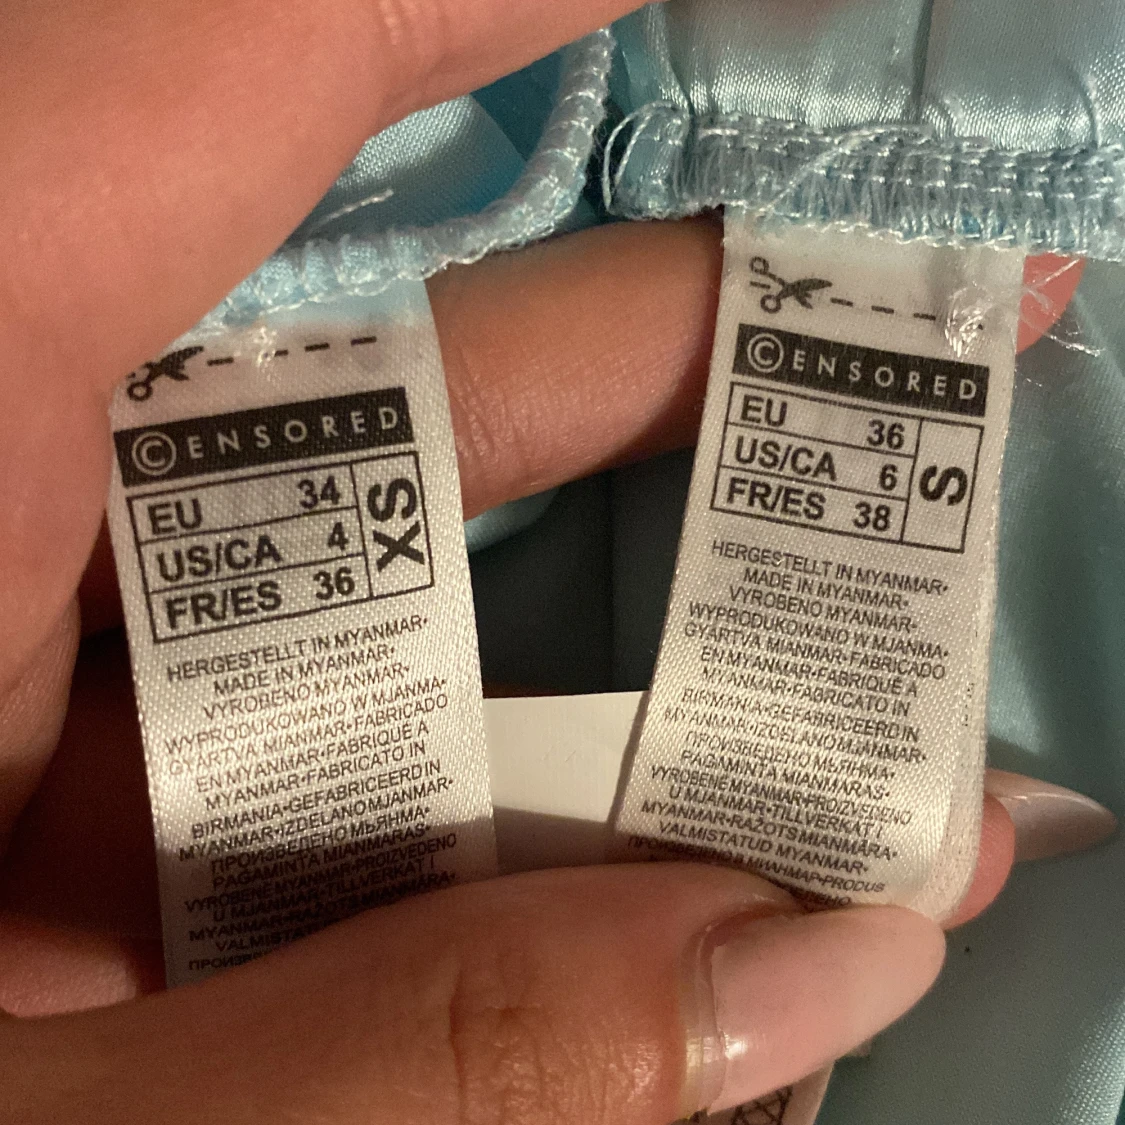 ©ENSORED
EU 34
US/CA 4
FR/ES 36
XS
HERGESTELLT IN MYANMAR•
MADE IN MYANMAR•
VYROBENO MYANMAR•
WYPRODUKOWANO W MJANMA•
GYÁRTVA MIANMAR•FABRICADO
EN MYANMAR•FABRIQUÉ À
MYANMAR•FABRICATO IN
BIRMANIA•GEFABRICEERD IN
MYANMAR•IZDELANO MJANMAR•
ПРОИЗВЕДЕНО МЬЯНМА•
PAGAMINTA MIANMARAS•
VYROBENÉ MYANMAR•PROIZVEDENO
U MJANMAR•TILLVERKAT I
MYANMAR•RAŽOTS MIANMĀRA•
VALMISTATU
©ENSORED
EU 36
US/CA 6
FR/ES 38
S
HERGESTELLT IN MYANMAR•
MADE IN MYANMAR•
VYROBENO MYANMAR•
WYPRODUKOWANO W MJANMA•
GYÁRTVA MIANMAR•FABRICADO
EN MYANMAR•FABRIQUÉ À
MYANMAR•FABRICATO IN
BIRMANIA•GEFABRICEERD IN
MYANMAR•IZDELANO MJANMAR•
ПРОИЗВЕДЕНО МЬЯНМА•
PAGAMINTA MIANMARAS•
VYROBENÉ MYANMAR•PROIZVEDENO
U MJANMAR•TILLVERKAT I
MYANMAR•RAŽOTS MIANMĀRA•
VALMISTATUD MYANMAR•
ПРОИЗВЕДЕНО В МИАНМАР•PRODUS